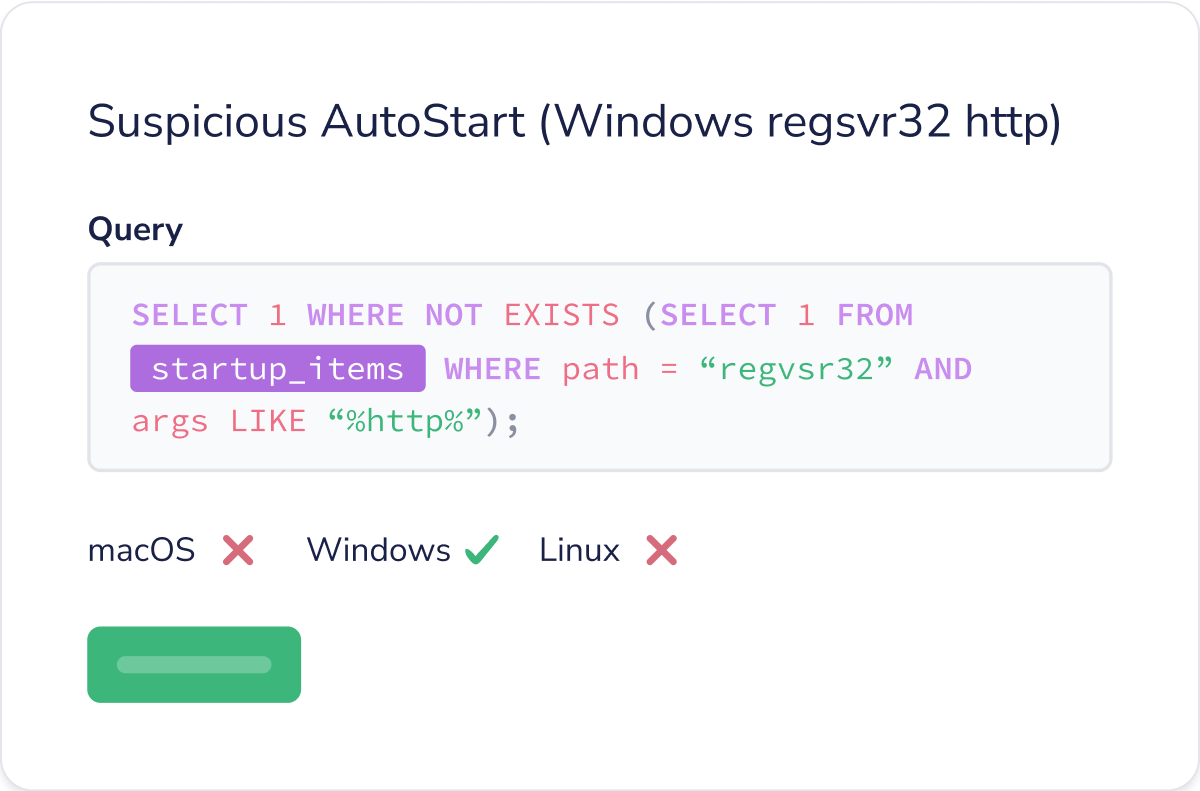 Suspicious AutoStart (Windows regsvr32 http)
Query
SELECT 1 WHERE NOT EXISTS (SELECT 1 FROM
startup_items WHERE path = “regvsr32” AND
args LIKE “%http%”);
macOS Windows Linux